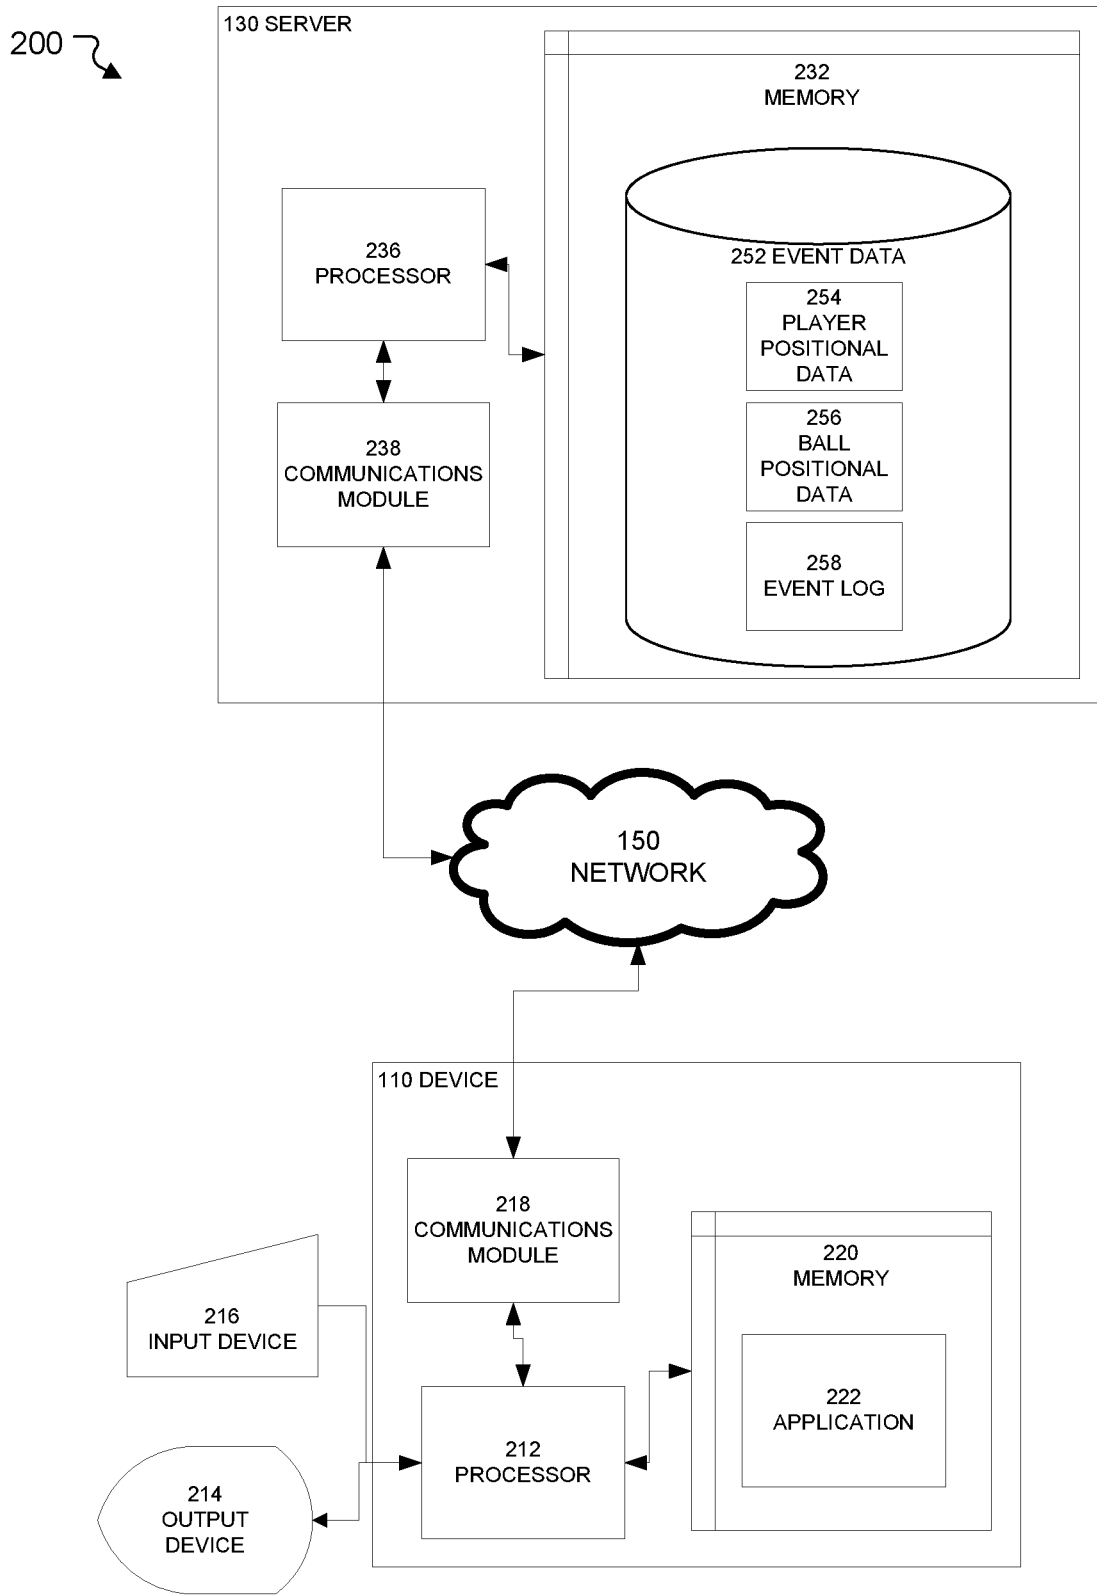 200
130 SERVER
232
MEMORY
236
PROCESSOR
252 EVENT DATA
254
PLAYER
POSITIONAL
DATA
256
BALL
POSITIONAL
DATA
238
COMMUNICATIONS
MODULE
258
EVENT LOG
150
NETWORK
110 DEVICE
218
COMMUNICATIONS
MODULE
220
MEMORY
216
INPUT DEVICE
222
APPLICATION
212
PROCESSOR
214
OUTPUT
DEVICE